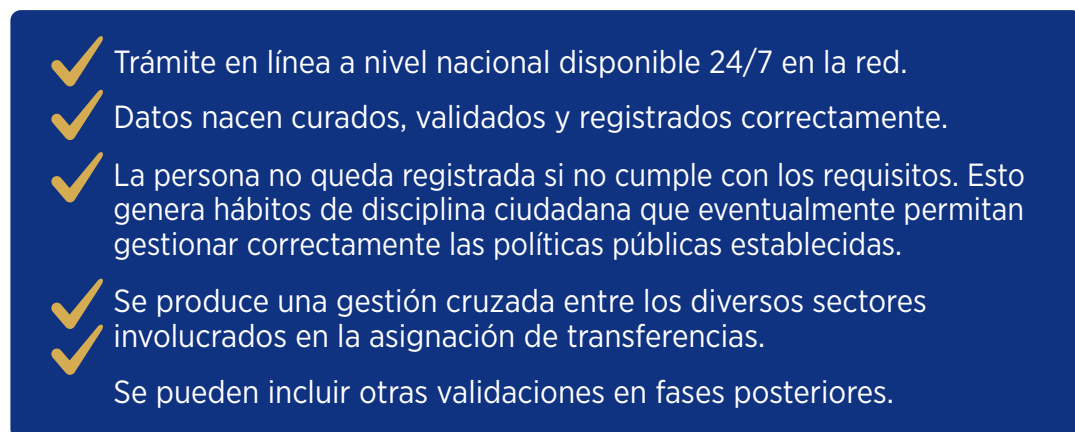 Trámite en línea a nivel nacional disponible 24/7 en la red.
Datos nacen curados, validados y registrados correctamente.
La persona no queda registrada si no cumple con los requisitos. Esto
genera hábitos de disciplina ciudadana que eventualmente permitan
gestionar correctamente las políticas públicas establecidas.
Se produce una gestión cruzada entre los diversos sectores
involucrados en la asignación de transferencias.
Se pueden incluir otras validaciones en fases posteriores.